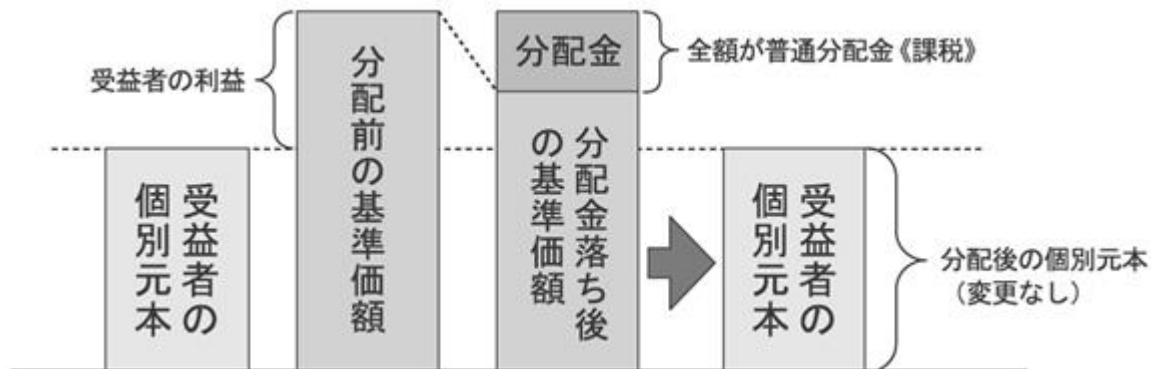 受益者の利益
受益者の
個別元本
分配前の基準価額
分配金
全額が普通分配金《課税》
分配金落ち後
の基準価額
受益者の
個別元本
分配後の個別元本
（変更なし）